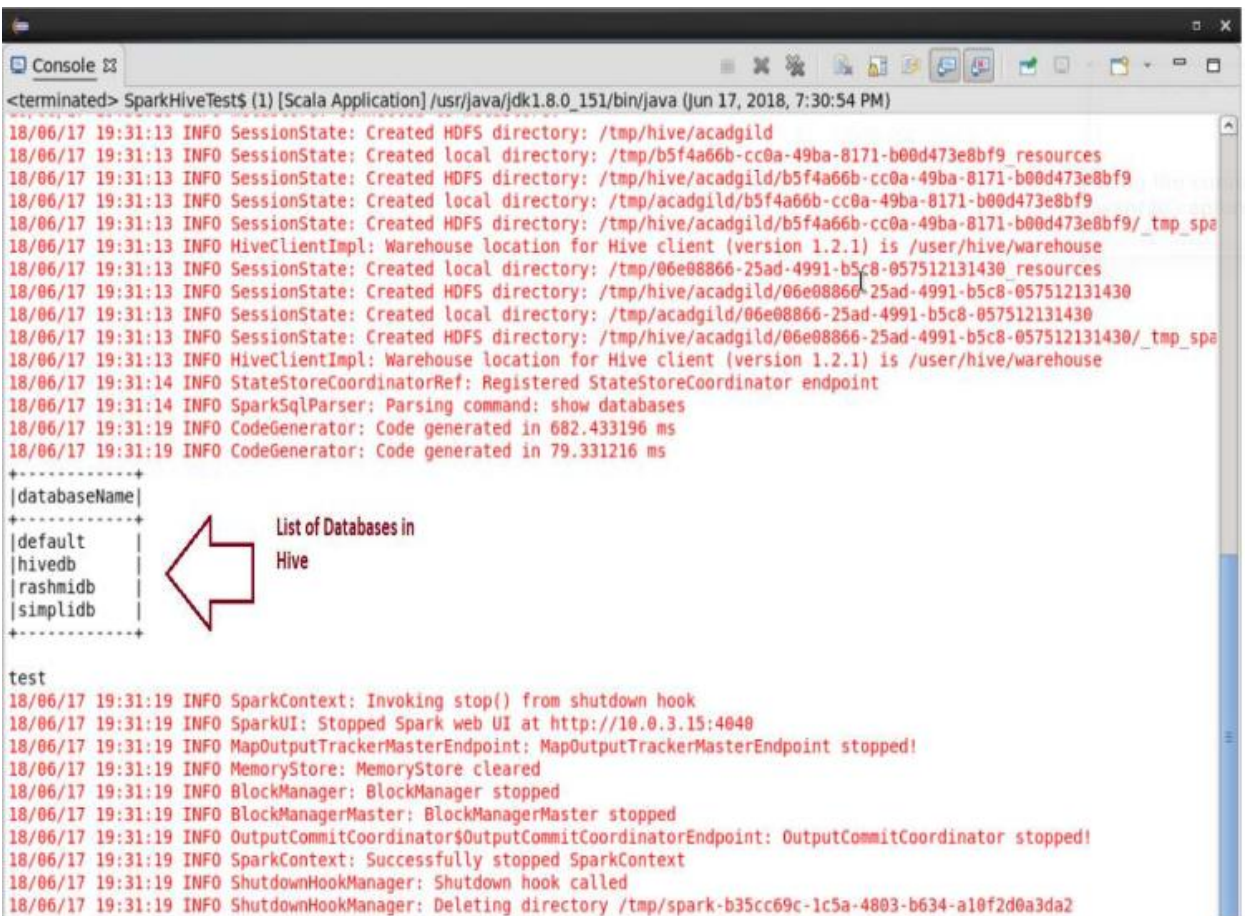 Console
<terminated> SparkHiveTest$ (1) [Scala Application] /usr/java/jdk1.8.0_151/bin/java (Jun 17, 2018, 7:30:54 PM)
18/06/17 19:31:13 INFO SessionState: Created HDFS directory: /tmp/hive/acadgild
18/06/17 19:31:13 INFO SessionState: Created local directory: /tmp/b5f4a66b-cc0a-49ba-8171-b00d473e8bf9_resources
18/06/17 19:31:13 INFO SessionState: Created HDFS directory: /tmp/hive/acadgild/b5f4a66b-cc0a-49ba-8171-b00d473e8bf9
18/06/17 19:31:13 INFO SessionState: Created local directory: /tmp/acadgild/b5f4a66b-cc0a-49ba-8171-b00d473e8bf9
18/06/17 19:31:13 INFO SessionState: Created HDFS directory: /tmp/hive/acadgild/b5f4a66b-cc0a-49ba-8171-b00d473e8bf9/_tmp_spa
18/06/17 19:31:13 INFO HiveClientImpl: Warehouse location for Hive client (version 1.2.1) is /user/hive/warehouse
18/06/17 19:31:13 INFO SessionState: Created local directory: /tmp/06e08866-25ad-4991-b5c8-057512131430_resources
18/06/17 19:31:13 INFO SessionState: Created HDFS directory: /tmp/hive/acadgild/06e08866-25ad-4991-b5c8-057512131430
18/06/17 19:31:13 INFO SessionState: Created local directory: /tmp/acadgild/06e08866-25ad-4991-b5c8-057512131430
18/06/17 19:31:13 INFO SessionState: Created HDFS directory: /tmp/hive/acadgild/06e08866-25ad-4991-b5c8-057512131430/_tmp_spa
18/06/17 19:31:13 INFO HiveClientImpl: Warehouse location for Hive client (version 1.2.1) is /user/hive/warehouse
18/06/17 19:31:14 INFO StateStoreCoordinatorRef: Registered StateStoreCoordinator endpoint
18/06/17 19:31:14 INFO SparkSqlParser: Parsing command: show databases
18/06/17 19:31:19 INFO CodeGenerator: Code generated in 682.433196 ms
18/06/17 19:31:19 INFO CodeGenerator: Code generated in 79.331216 ms
+------------+
|databaseName|
+------------+
|default     |
|hivedb      |
|rashmidb    |
|simplidb    |
+------------+
List of Databases in
Hive
test
18/06/17 19:31:19 INFO SparkContext: Invoking stop() from shutdown hook
18/06/17 19:31:19 INFO SparkUI: Stopped Spark web UI at http://10.0.3.15:4040
18/06/17 19:31:19 INFO MapOutputTrackerMasterEndpoint: MapOutputTrackerMasterEndpoint stopped!
18/06/17 19:31:19 INFO MemoryStore: MemoryStore cleared
18/06/17 19:31:19 INFO BlockManager: BlockManager stopped
18/06/17 19:31:19 INFO BlockManagerMaster: BlockManagerMaster stopped
18/06/17 19:31:19 INFO OutputCommitCoordinator$OutputCommitCoordinatorEndpoint: OutputCommitCoordinator stopped!
18/06/17 19:31:19 INFO SparkContext: Successfully stopped SparkContext
18/06/17 19:31:19 INFO ShutdownHookManager: Shutdown hook called
18/06/17 19:31:19 INFO ShutdownHookManager: Deleting directory /tmp/spark-b35cc69c-1c5a-4803-b634-a10f2d0a3da2